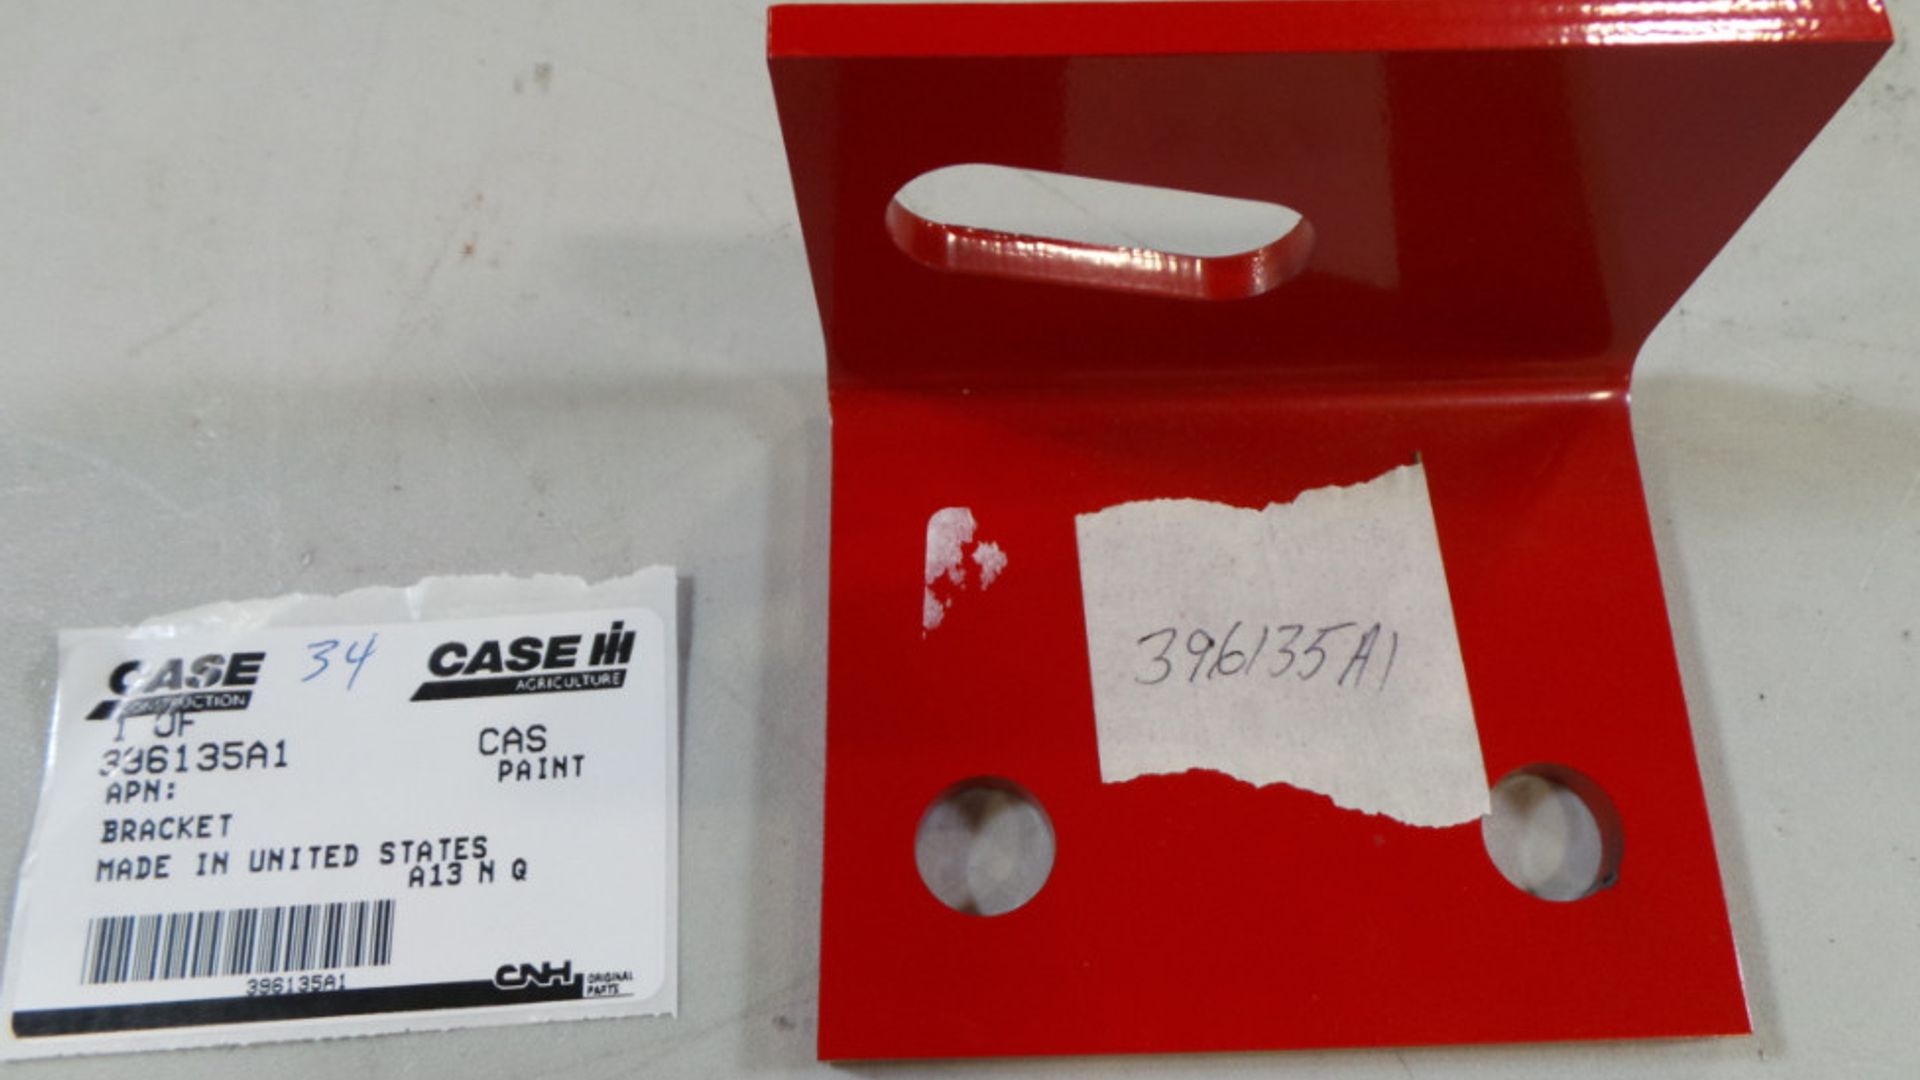 CASE
CONSTRUCTION
34
CASE IH
AGRICULTURE
1 OF
396135A1
CAS
PAINT
APN:
BRACKET
MADE IN UNITED STATES
A13 N Q
396135A1
CNH
ORIGINAL
PARTS
396135A1